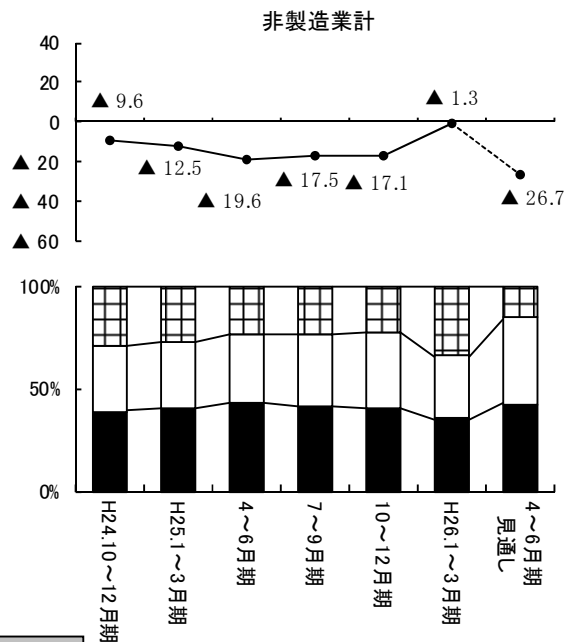 非製造業計
40
20
0
▲ 20
▲ 40
▲ 60
▲ 9.6
▲ 12.5
▲ 19.6
▲ 17.5
▲ 17.1
▲ 1.3
▲ 26.7
100%
50%
0%
H24.10～12月期
H25.1～3月期
4～6月期
7～9月期
10～12月期
H26.1～3月期
4～6月期
見通し